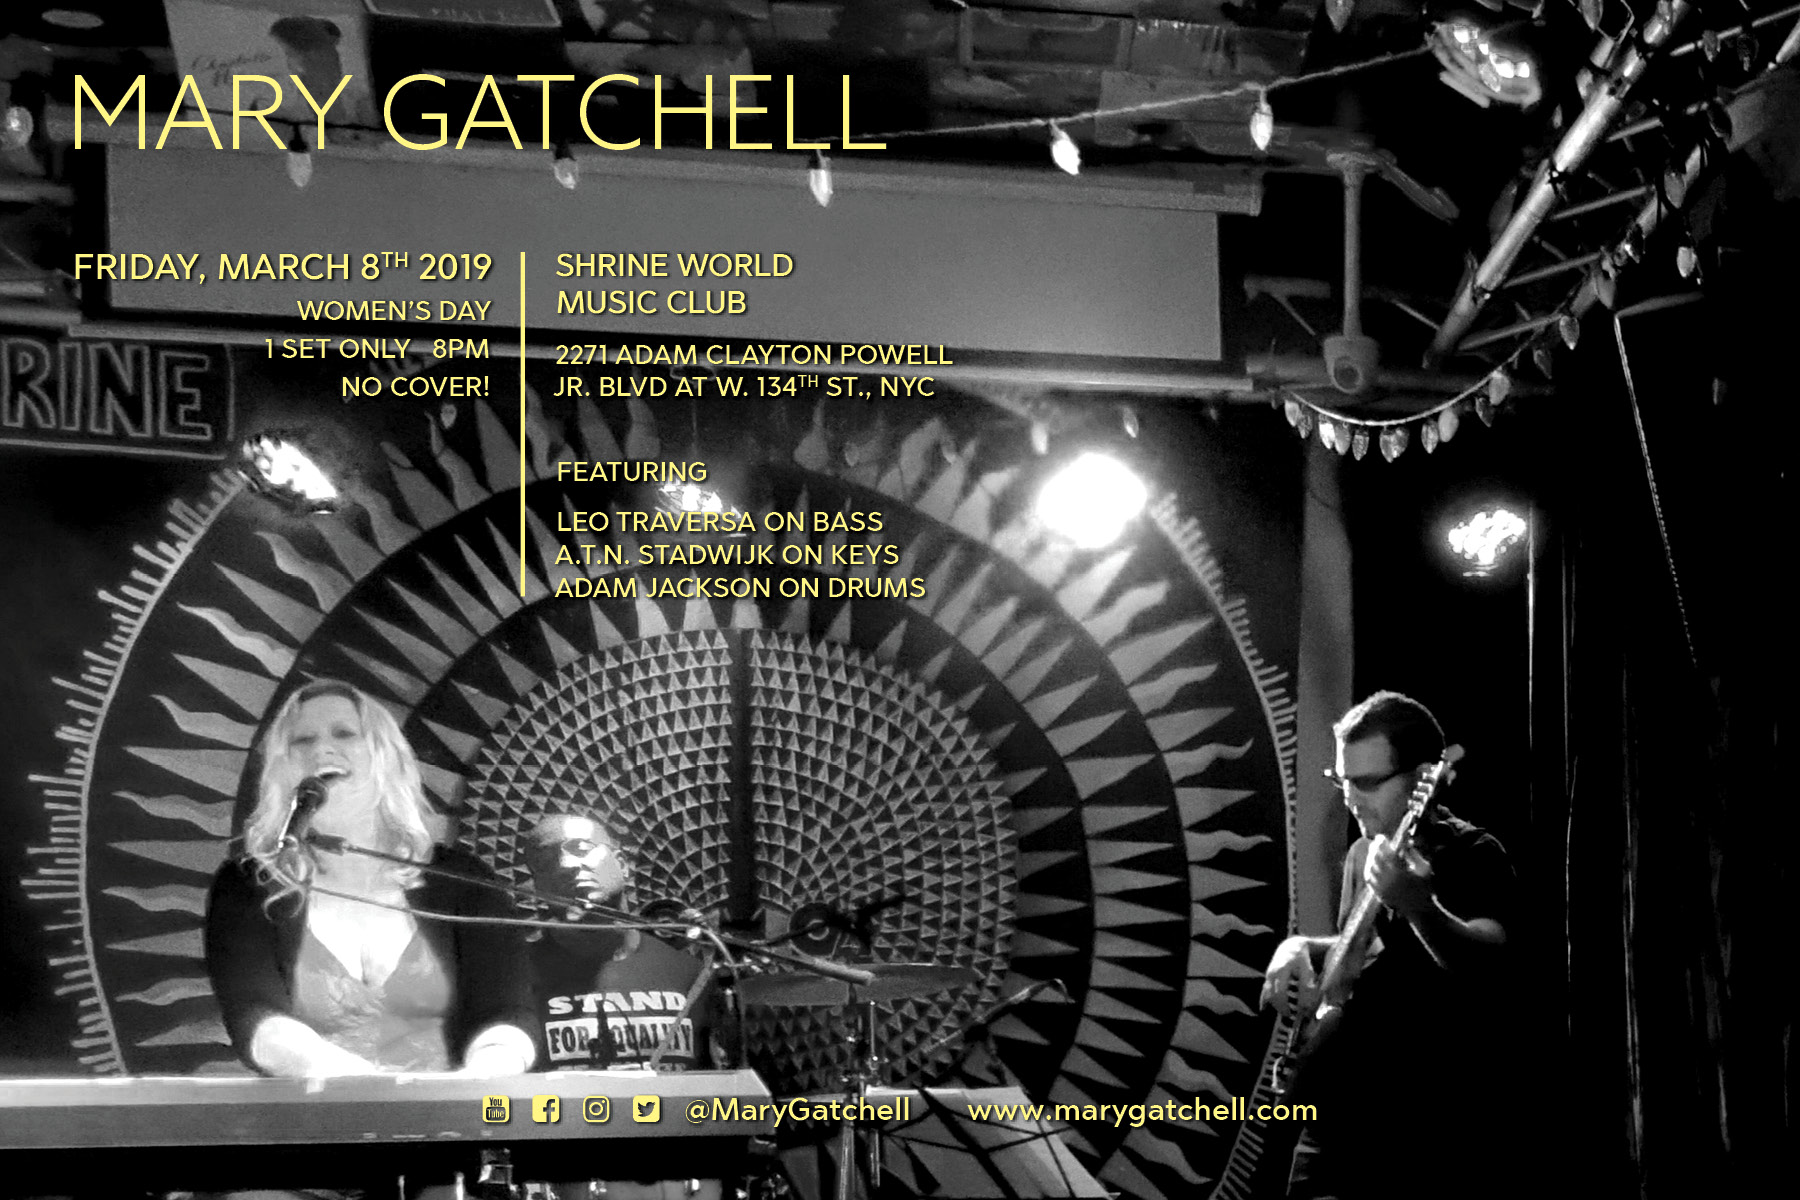 MARY GATCHELL
FRIDAY, MARCH 8TH 2019
WOMEN'S DAY
1 SET ONLY 8PM
NO COVER!
SHRINE WORLD
MUSIC CLUB
2271 ADAM CLAYTON POWELL
JR. BLVD AT W. 134TH ST., NYC
FEATURING
LEO TRAVERSA ON BASS
A.T.N. STADWIJK ON KEYS
ADAM JACKSON ON DRUMS
RINE
STAND
FOR EQUALITY
You Tube
@MaryGatchell
www.marygatchell.com